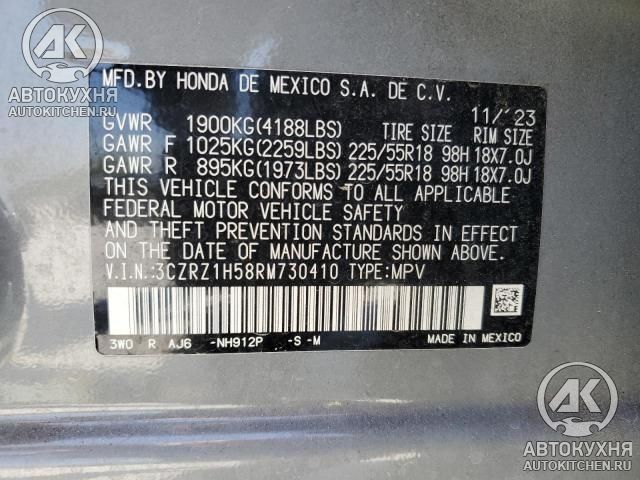 АК
АВТОКУХНЯ
AUTOKITCHEN.RU
MFD.BY HONDA DE MEXICO S.A. DE C.V.
11/'23
GVWR 1900KG(4188LBS) TIRE SIZE RIM SIZE
GAWR F 1025KG(2259LBS) 225/55R18 98H 18X7.0J
GAWR R 895KG(1973LBS) 225/55R18 98H 18X7.0J
THIS VEHICLE CONFORMS TO ALL APPLICABLE
FEDERAL MOTOR VEHICLE SAFETY
AND THEFT PREVENTION STANDARDS IN EFFECT
ON THE DATE OF MANUFACTURE SHOWN ABOVE.
V.I.N.:3CZRZ1H58RM730410 TYPE:MPV
3W0 R AJ6 -NH912P -S -M MADE IN MEXICO
АК
АВТОКУХНЯ
AUTOKITCHEN.RU